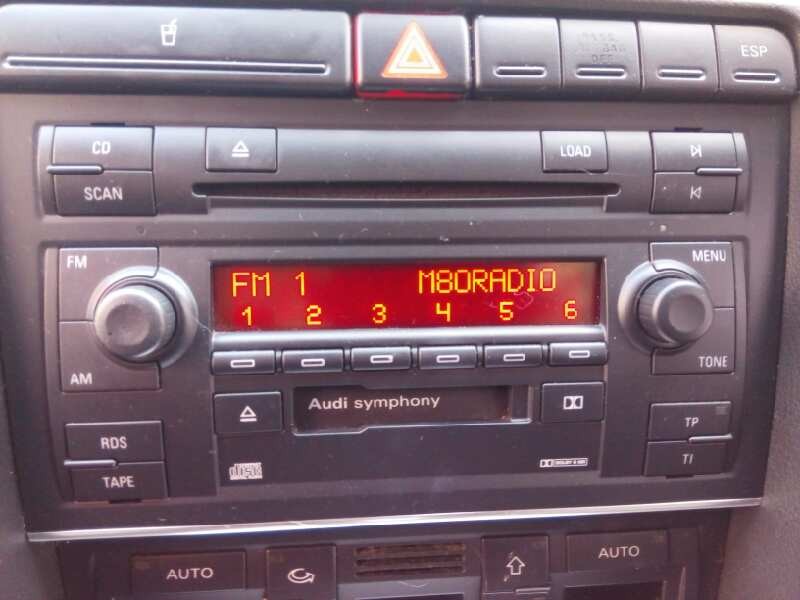 ESP
CD
LOAD
SCAN
FM
MENU
FM 1 M80RADIO
1 2 3 4 5 6
AM
TONE
Audi symphony
RDS
TP
TAPE
TI
AUTO
AUTO